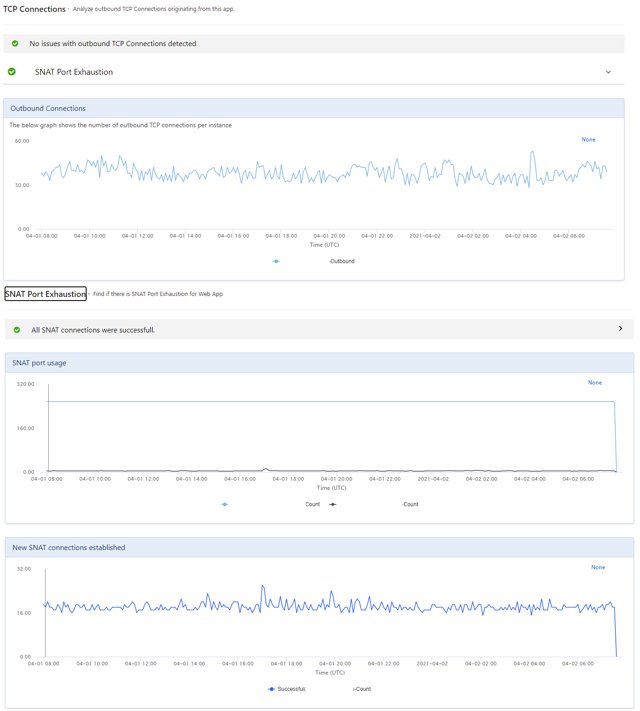 TCP Connections - Analyze outbound TCP Connections originating from this app.
No issues with outbound TCP Connections detected
SNAT Port Exhaustion
Outbound Connections
The below graph shows the number of outbound TCP connections per instance
None
60.00
30.00
0.00
04-01 08:00 04-01 10:00 04-01 12:00 04-01 14:00 04-01 16:00 04-01 18:00 04-01 20:00 04-01 22:00 2021-04-02 04-02 02:00 04-02 04:00 04-02 06:00
Time (UTC)
-Outbound
SNAT Port Exhaustion - Find if there is SNAT Port Exhaustion for Web App
All SNAT connections were successfull.
SNAT port usage
None
320.00
160.00
0.00
04-01 08:00 04-01 10:00 04-01 12:00 04-01 14:00 04-01 16:00 04-01 18:00 04-01 20:00 04-01 22:00 2021-04-02 04-02 02:00 04-02 04:00 04-02 06:00
Time (UTC)
Count -Count
New SNAT connections established
None
32.00
16.00
0.00
04-01 08:00 04-01 10:00 04-01 12:00 04-01 14:00 04-01 16:00 04-01 18:00 04-01 20:00 04-01 22:00 2021-04-02 04-02 02:00 04-02 04:00 04-02 06:00
Time (UTC)
Successful: -Count